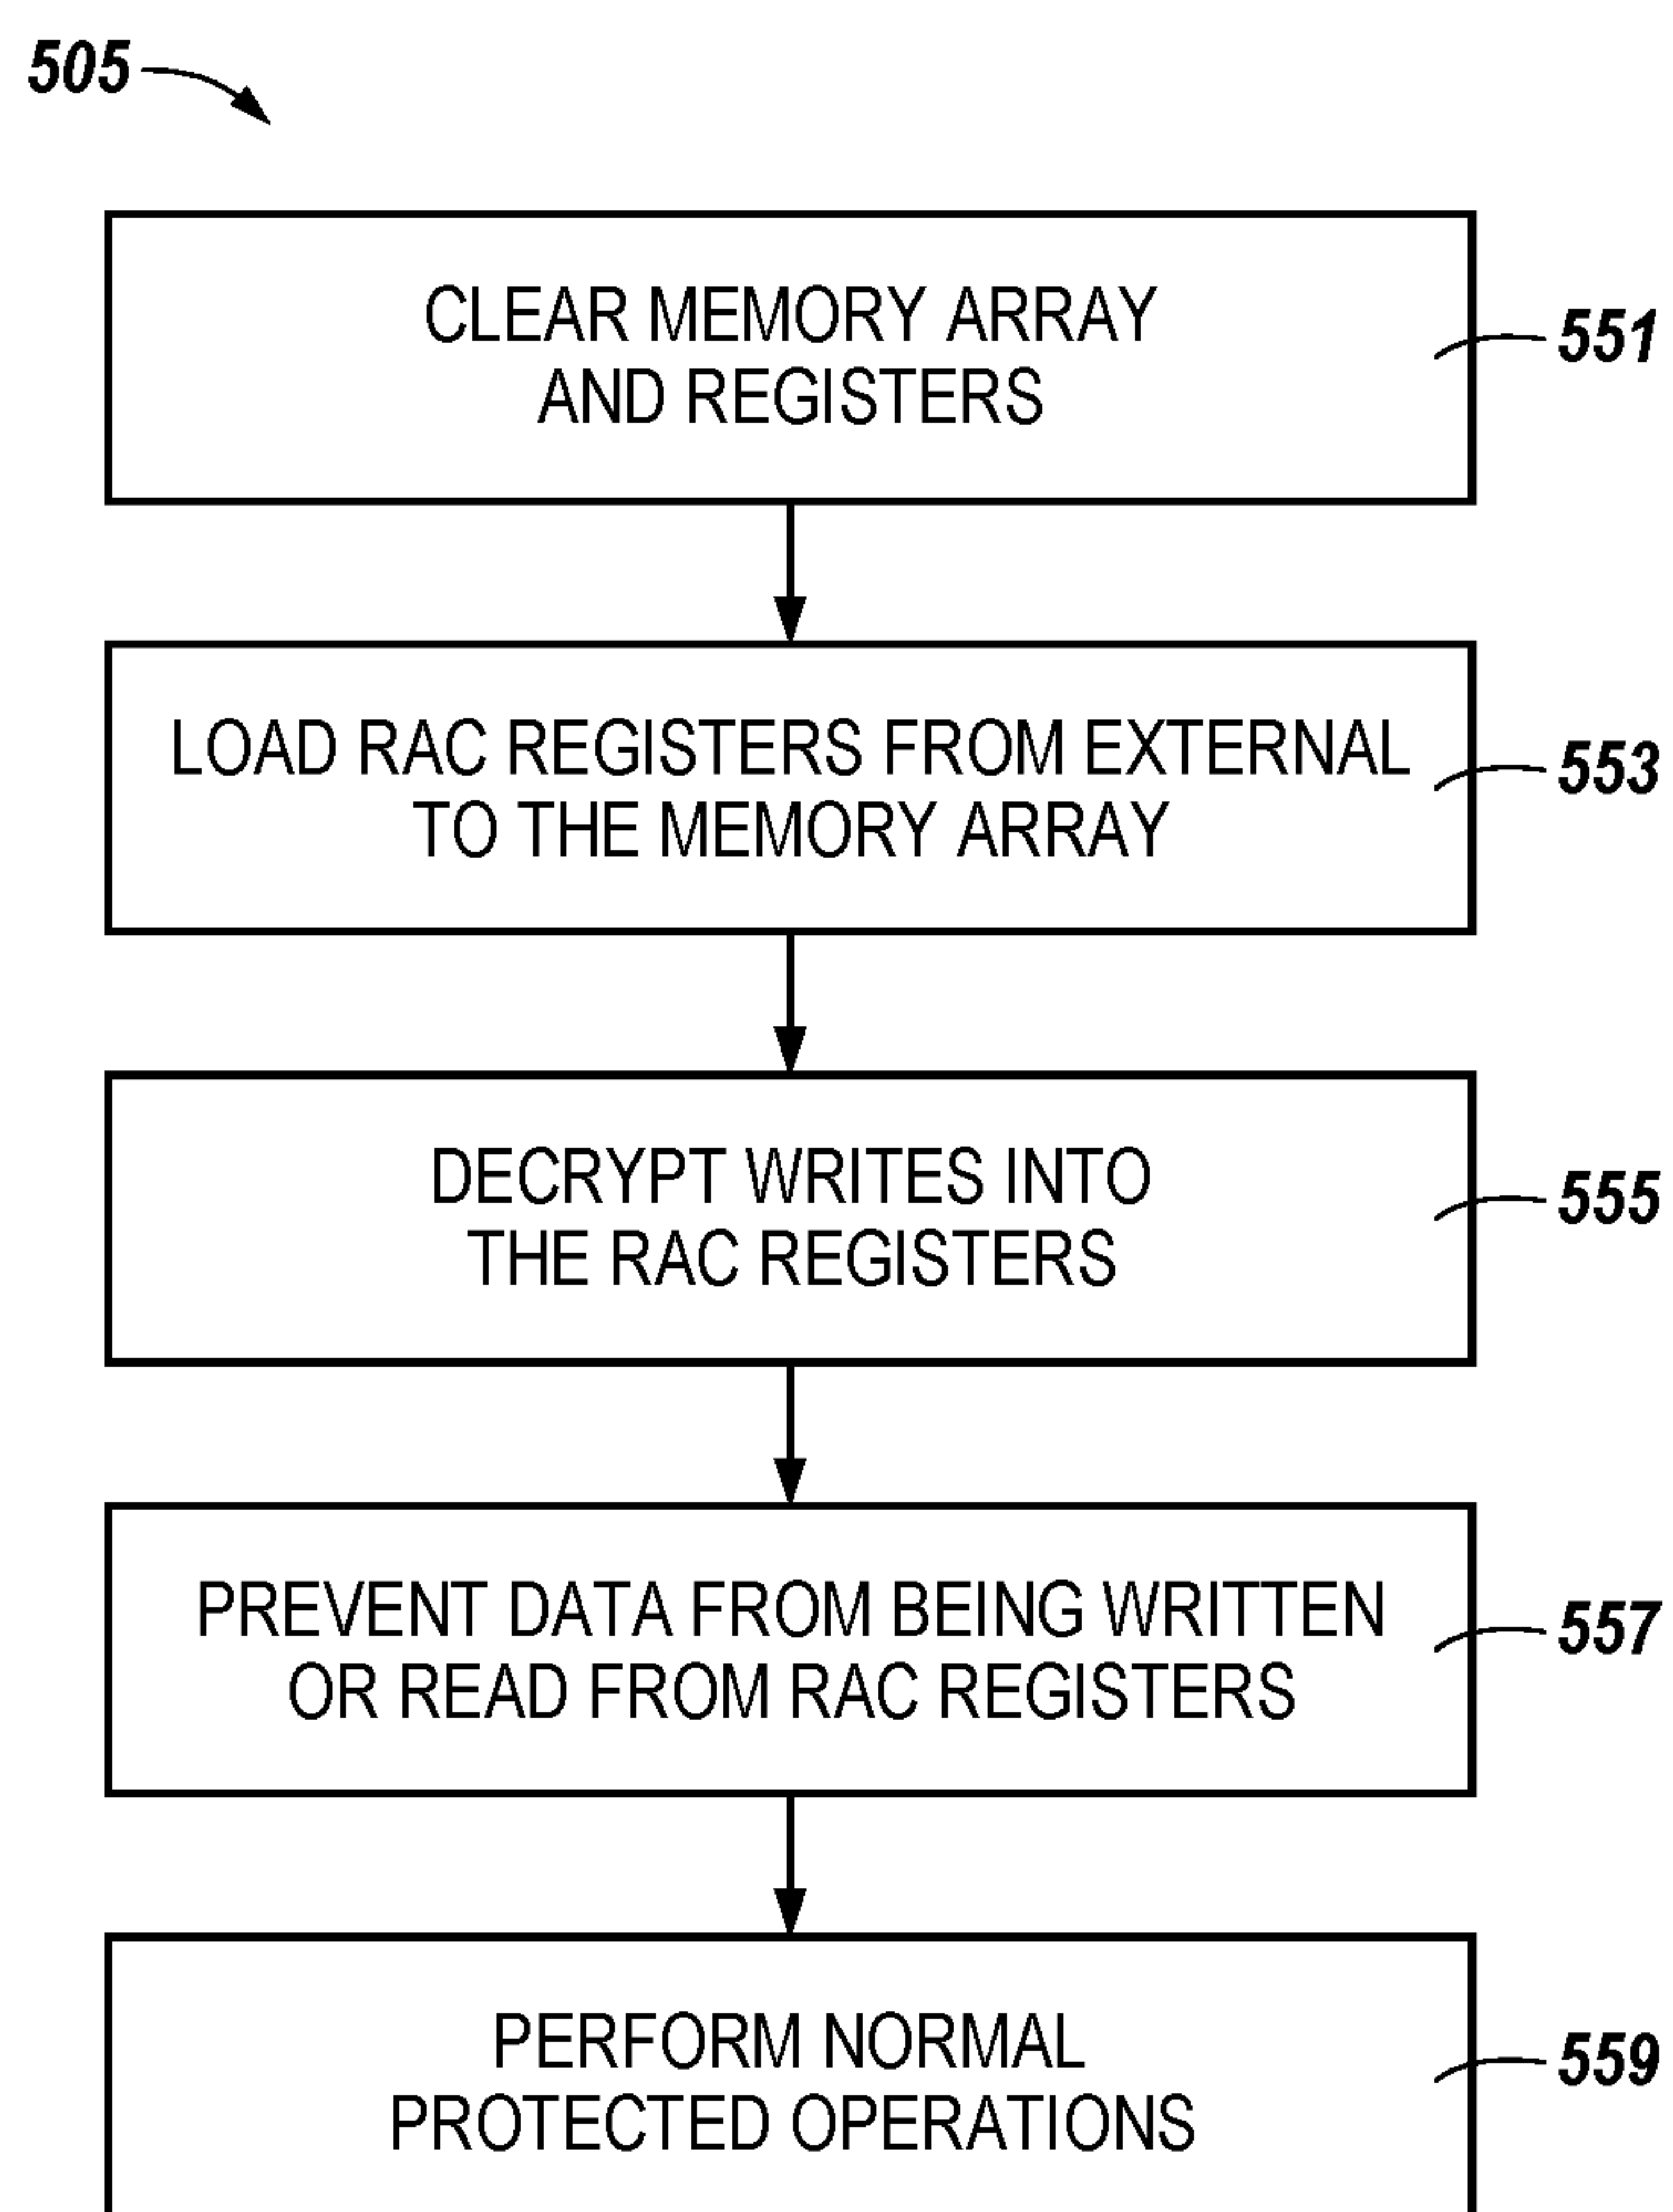 505
CLEAR MEMORY ARRAY
AND REGISTERS
551
LOAD RAC REGISTERS FROM EXTERNAL
TO THE MEMORY ARRAY
553
DECRYPT WRITES INTO
THE RAC REGISTERS
555
PREVENT DATA FROM BEING WRITTEN
OR READ FROM RAC REGISTERS
557
PERFORM NORMAL
PROTECTED OPERATIONS
559